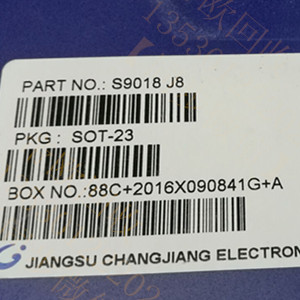 PART NO.: S9018 J8
PKG : SOT-23
BOX NO.:88C+2016X090841G+A
JIANGSU CHANGJIANG ELECTRON